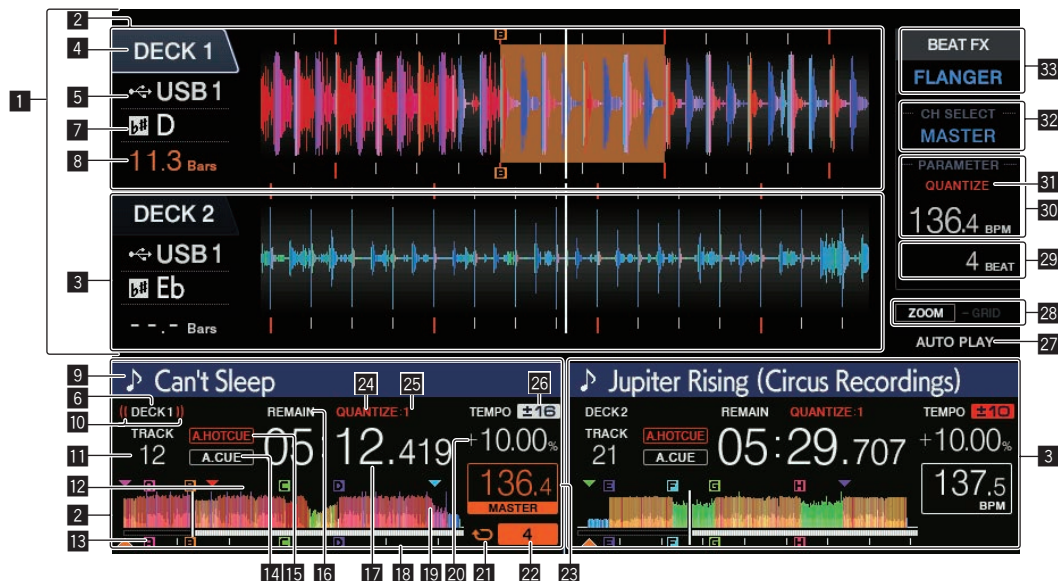 2
1
4 DECK 1
5 USB 1
7 b# D
8 11.3 Bars
B
B
BEAT FX
FLANGER 33
CH SELECT
MASTER 32
PARAMETER
QUANTIZE 31
136.4 BPM 30
4 BEAT 29
ZOOM -GRID 28
AUTO PLAY 27
3 DECK 2
USB 1
b# Eb
--.- Bars
9 ♪ Can't Sleep
6 24 25 26
10 ((DECK1)) REMAIN QUANTIZE:1 TEMPO ±16
11 TRACK 12
A.HOTCUE
A.CUE
05:12.419
+10.00%
136.4
MASTER
12 C D
2
13 B C D
4
14 15 16 17 18 19 20 21 22 23
♪ Jupiter Rising (Circus Recordings)
DECK2 REMAIN QUANTIZE:1 TEMPO ±10
TRACK 21
A.HOTCUE
A.CUE
05:29.707
+10.00%
137.5
BPM
3
E F G H
E F G H